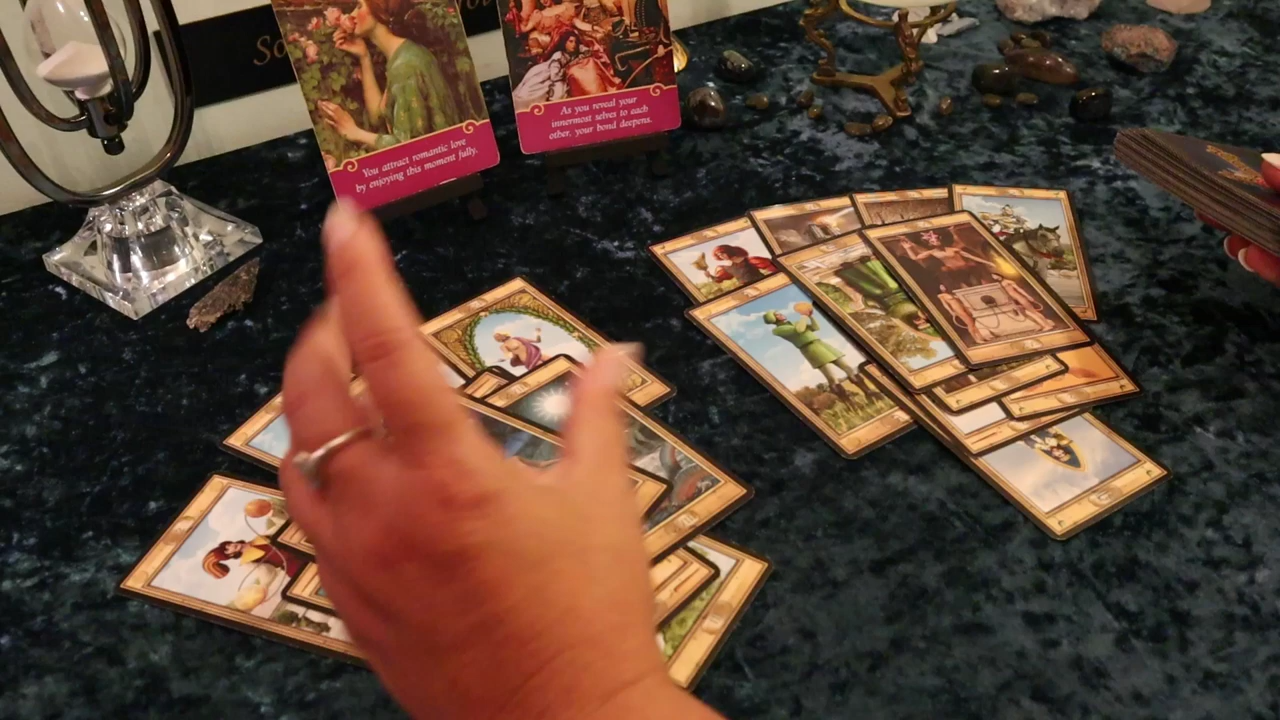 So
You attract romantic love
by enjoying this moment fully.
As you reveal your
innermost selves to each
other, your bond deepens.